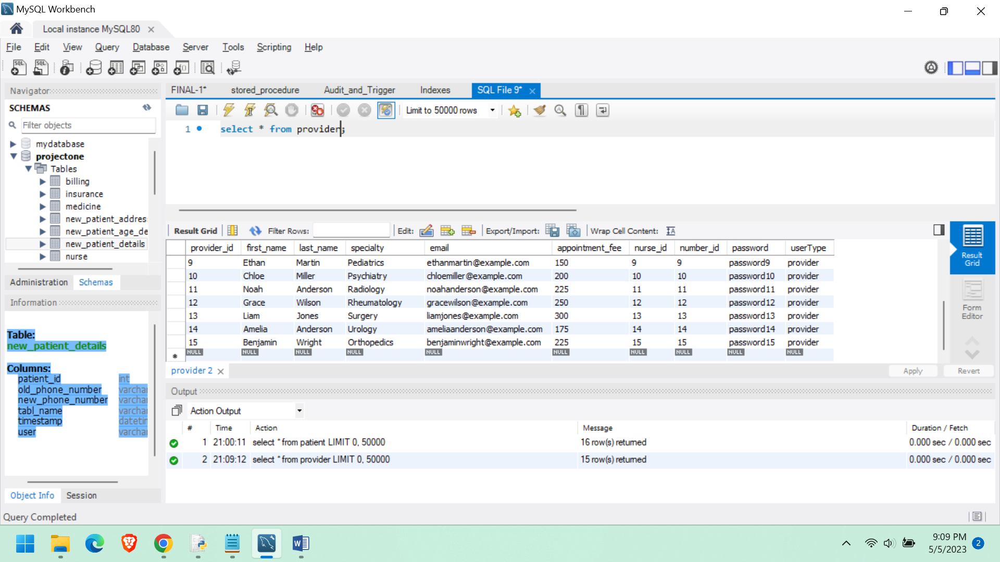 MySQL Workbench
Local instance MySQL80
File Edit View Query Database Server Tools Scripting Help
Navigator
SCHEMAS
Filter objects
mydatabase
projectone
Tables
billing
insurance
medicine
new_patient_addres
new_patient_age_de
new_patient_details
nurse
Administration Schemas
Information
Table:
new_patient_details
Columns:
patient_id int
old_phone_number varchar
new_phone_number varchar
tabl_name varchar
timestamp datetin
user varchar
Object Info Session
FINAL-1* stored_procedure Audit_and_Trigger Indexes SQL File 9*
Limit to 50000 rows
1 select * from provider;
Result Grid Filter Rows: Edit: Export/Import: Wrap Cell Content:
provider_id first_name last_name specialty email appointment_fee nurse_id number_id password userType
9 Ethan Martin Pediatrics ethanmartin@example.com 150 9 9 password9 provider
10 Chloe Miller Psychiatry chloemiller@example.com 200 10 10 password10 provider
11 Noah Anderson Radiology noahanderson@example.com 225 11 11 password11 provider
12 Grace Wilson Rheumatology gracewilson@example.com 250 12 12 password12 provider
13 Liam Jones Surgery liamjones@example.com 300 13 13 password13 provider
14 Amelia Anderson Urology ameliaanderson@example.com 175 14 14 password14 provider
15 Benjamin Wright Orthopedics benjaminwright@example.com 225 15 15 password15 provider
NULL NULL NULL NULL NULL NULL NULL NULL NULL NULL
Result
Grid
Form
Editor
provider 2
Apply Revert
Output
Action Output
# Time Action Message Duration / Fetch
1 21:00:11 select * from patient LIMIT 0, 50000 16 row(s) returned 0.000 sec / 0.000 sec
2 21:09:12 select * from provider LIMIT 0, 50000 15 row(s) returned 0.000 sec / 0.000 sec
Query Completed
9:09 PM
5/5/2023
2